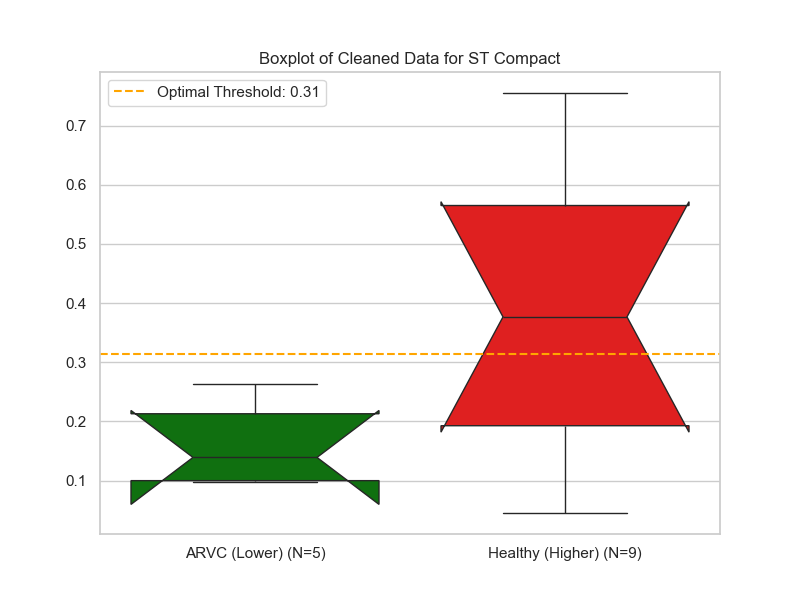 Boxplot of Cleaned Data for ST Compact
Optimal Threshold: 0.31
0.7
0.6
0.5
0.4
0.3
0.2
0.1
ARVC (Lower) (N=5)
Healthy (Higher) (N=9)